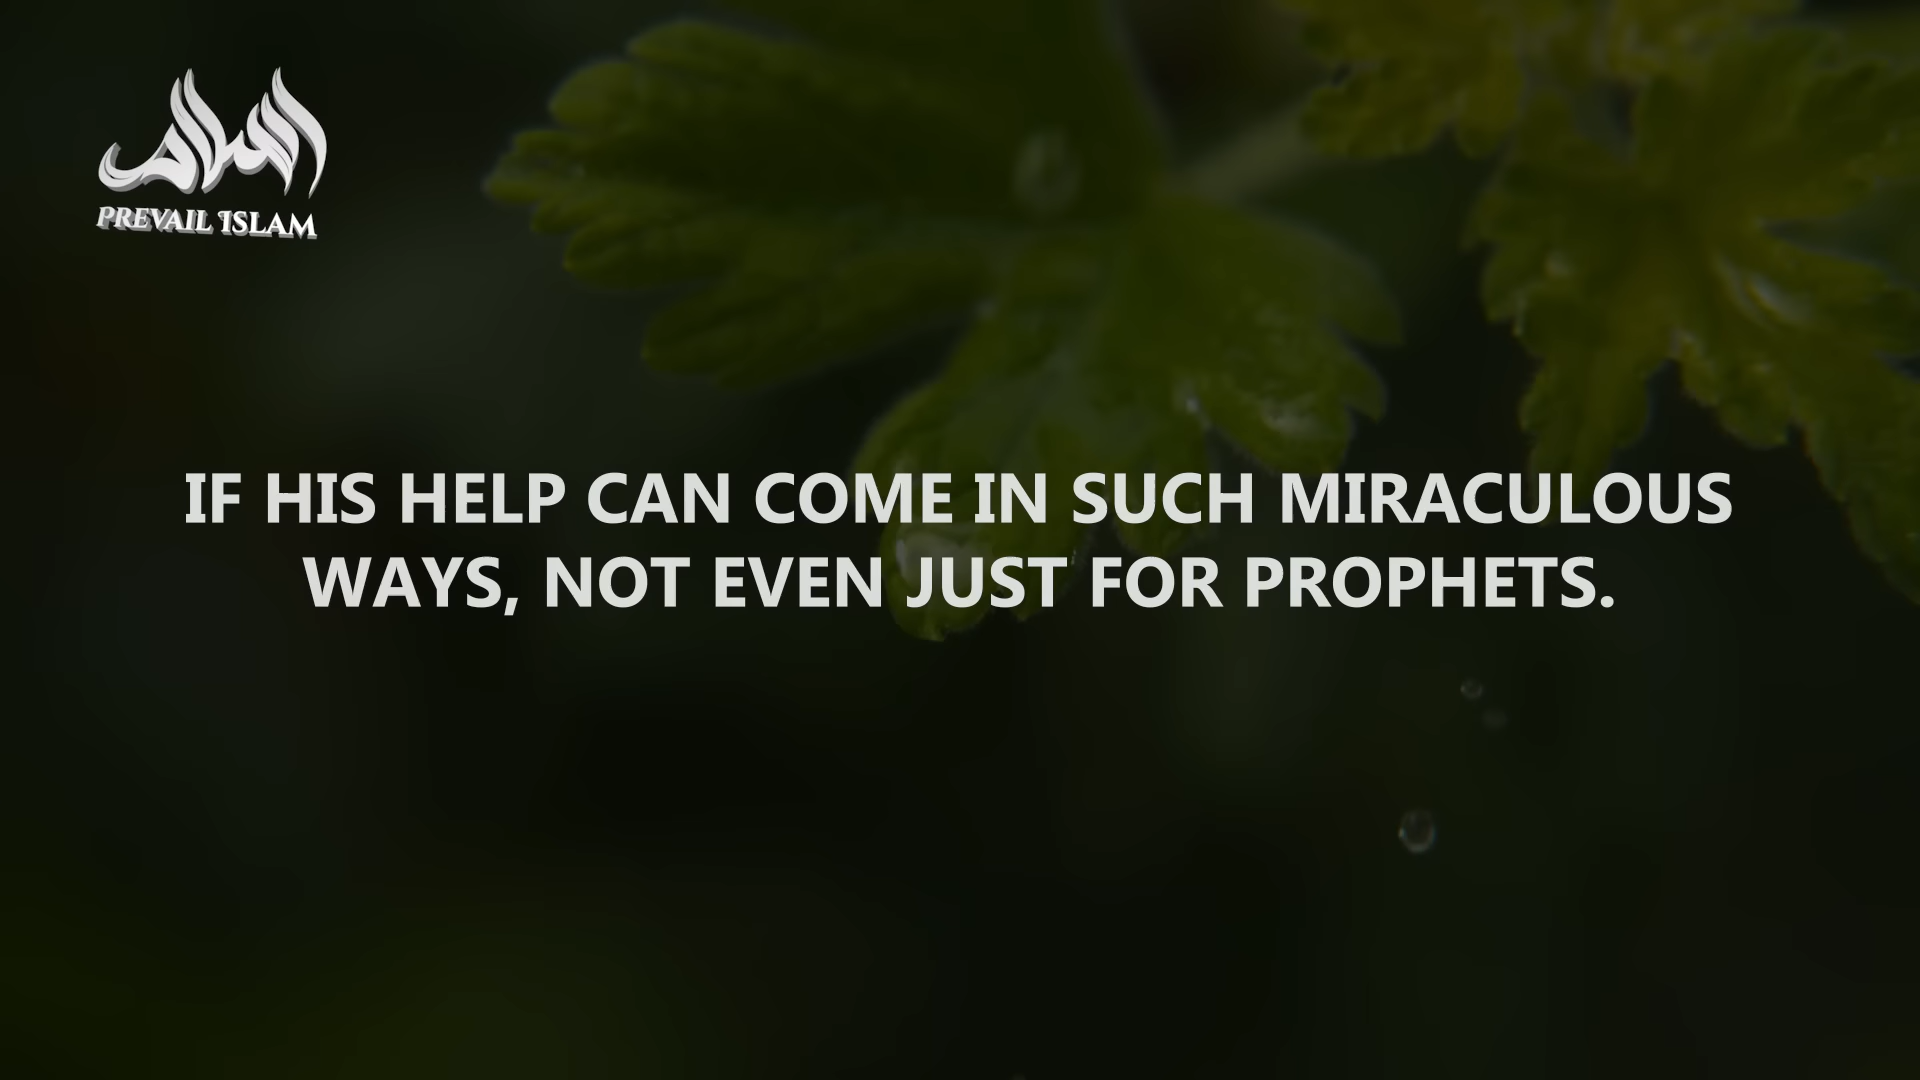 PREVAIL ISLAM
IF HIS HELP CAN COME IN SUCH MIRACULOUS
WAYS, NOT EVEN JUST FOR PROPHETS.